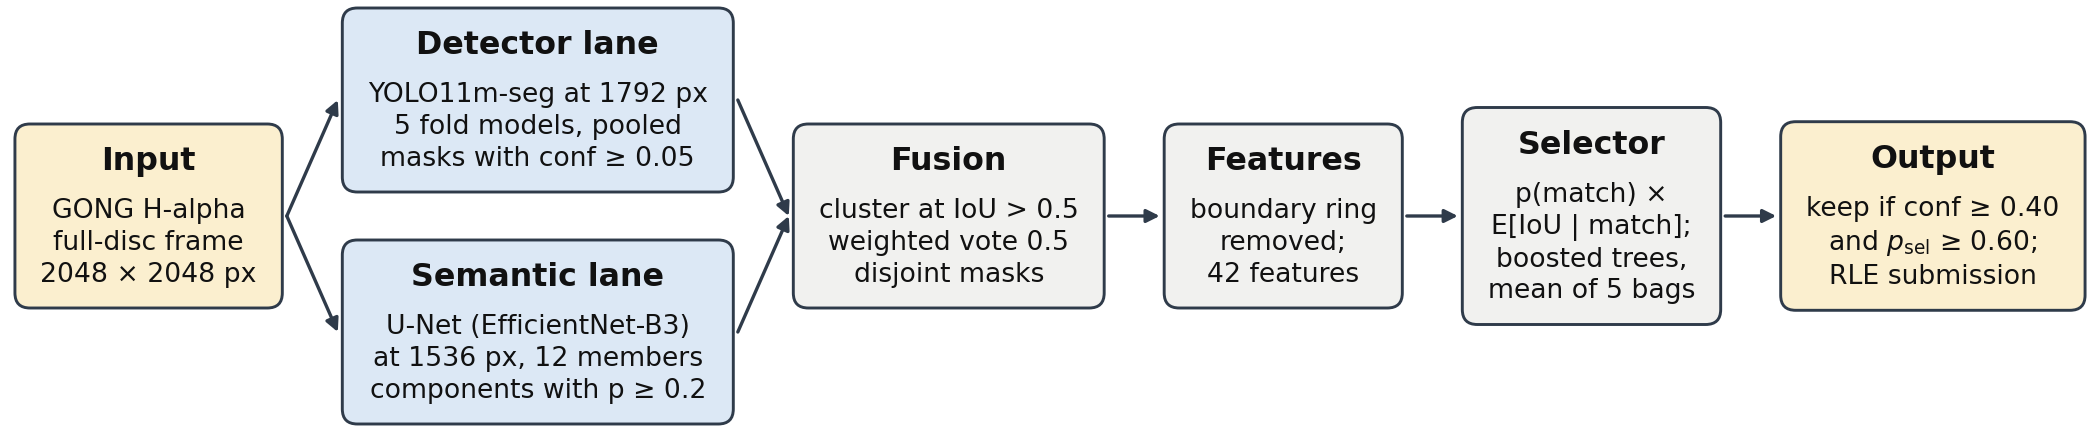 Input
GONG H-alpha
full-disc frame
2048 × 2048 px
Detector lane
YOLO11m-seg at 1792 px
5 fold models, pooled
masks with conf ≥ 0.05
Semantic lane
U-Net (EfficientNet-B3)
at 1536 px, 12 members
components with p ≥ 0.2
Fusion
cluster at IoU > 0.5
weighted vote 0.5
disjoint masks
Features
boundary ring
removed;
42 features
Selector
p(match) ×
E[IoU | match];
boosted trees,
mean of 5 bags
Output
keep if conf ≥ 0.40
and p_sel ≥ 0.60;
RLE submission